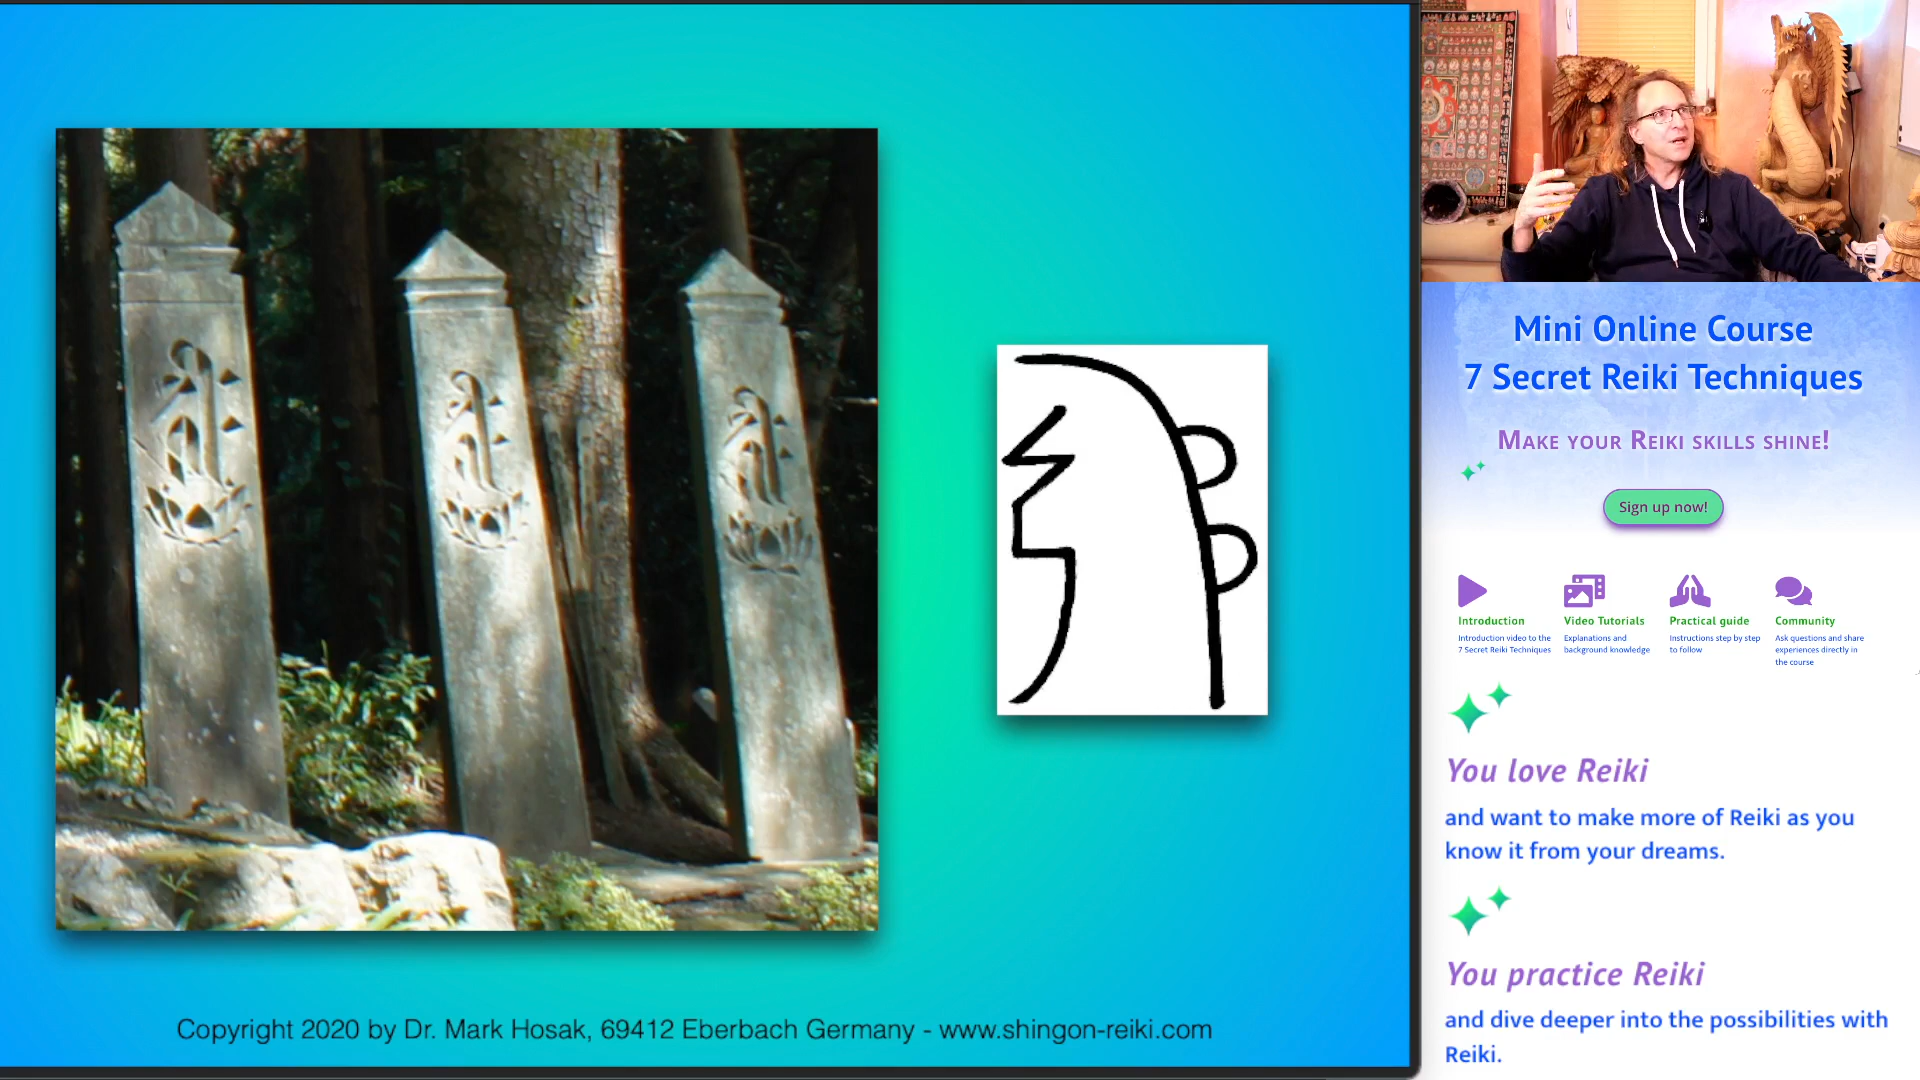 Mini Online Course
7 Secret Reiki Techniques
Make your Reiki skills shine!
Sign up now!
Introduction
Introduction video to the
7 Secret Reiki Techniques
Video Tutorials
Explanations and
background knowledge
Practical guide
Instructions step by step
to follow
Community
Ask questions and share
experiences directly in
the course
You love Reiki
and want to make more of Reiki as you
know it from your dreams.
You practice Reiki
and dive deeper into the possibilities with
Reiki.
Copyright 2020 by Dr. Mark Hosak, 69412 Eberbach Germany - www.shingon-reiki.com